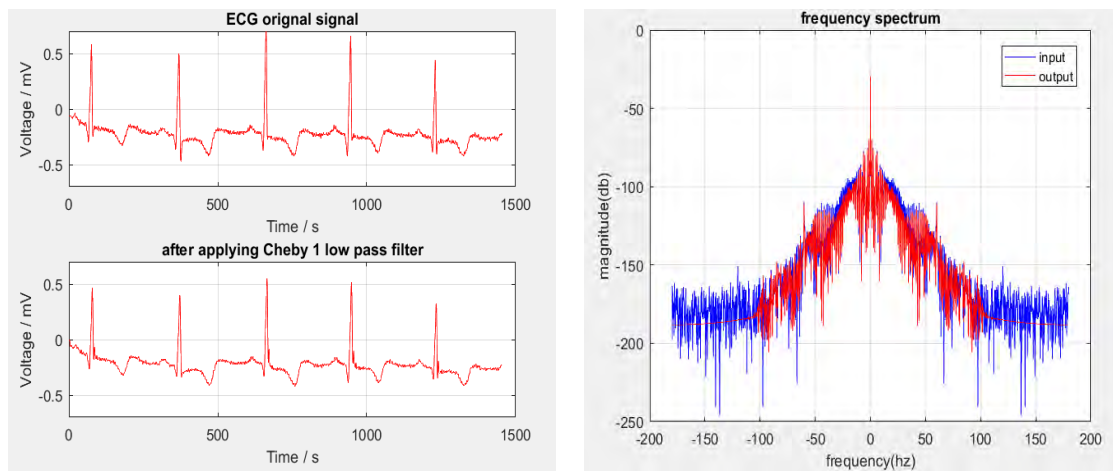 ECG orignal signal
Voltage / mV
0.5
0
-0.5
0
500
1000
1500
Time / s
after applying Cheby 1 low pass filter
Voltage / mV
0.5
0
-0.5
0
500
1000
1500
Time / s
frequency spectrum
magnitude(db)
0
-50
-100
-150
-200
-250
input
output
-200
-150
-100
-50
0
50
100
150
200
frequency(hz)